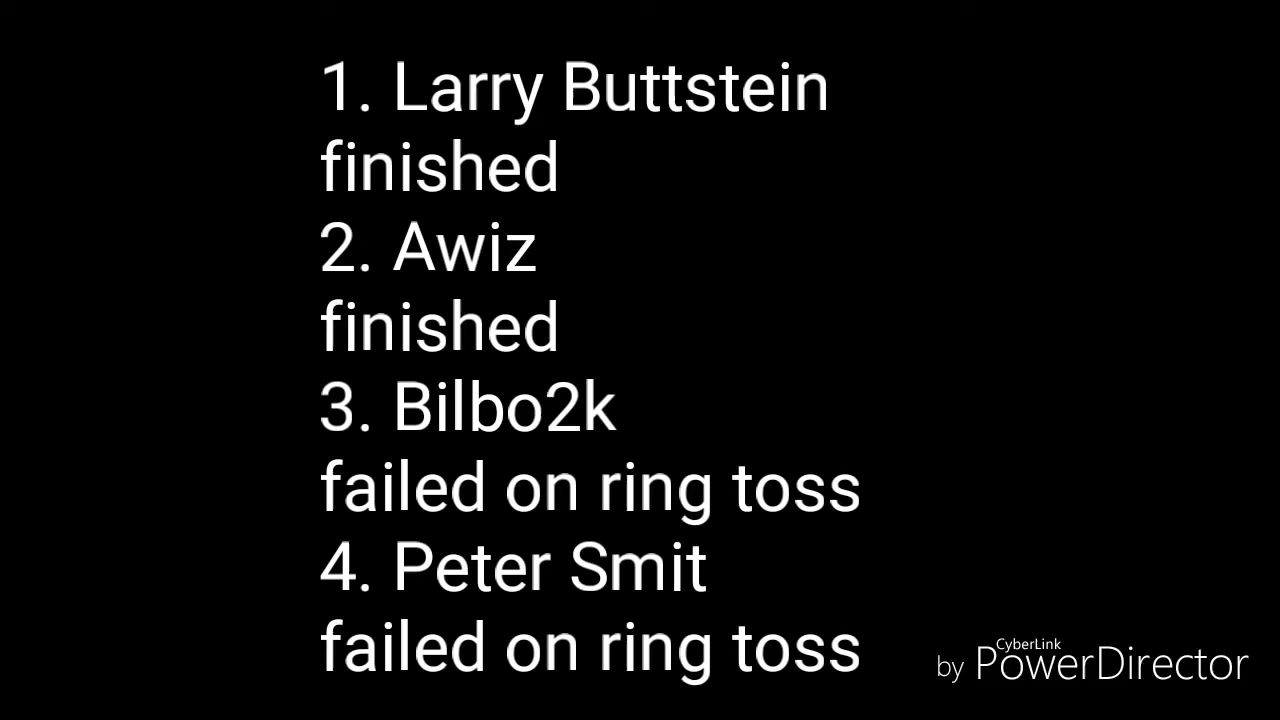 1. Larry Buttstein
finished
2. Awiz
finished
3. Bilbo2k
failed on ring toss
4. Peter Smit
failed on ring toss
CyberLink
by PowerDirector